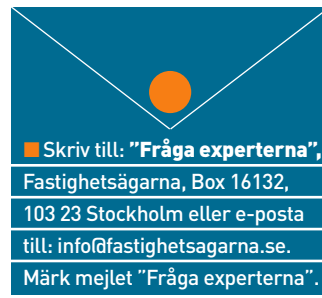 ■ Skriv till: ”Fråga experterna”,
Fastighetsägarna, Box 16132,
103 23 Stockholm eller e-posta
till: info@fastighetsagarna.se.
Märk mejlet ”Fråga experterna”.